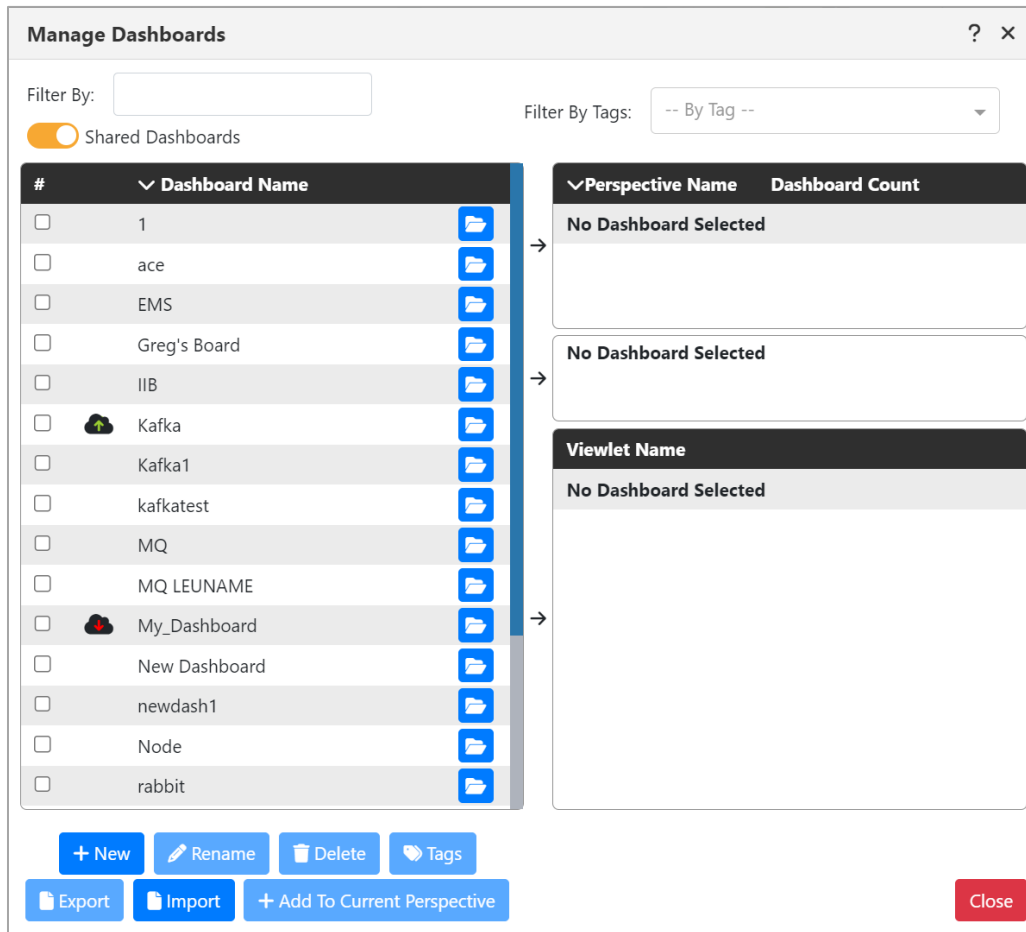 Manage Dashboards ? ×
Filter By:
Filter By Tags: -- By Tag --
Shared Dashboards
# Dashboard Name
1
ace
EMS
Greg's Board
IIB
Kafka
Kafka1
kafkatest
MQ
MQ LEUNAME
My_Dashboard
New Dashboard
newdash1
Node
rabbit
Perspective Name Dashboard Count
No Dashboard Selected
No Dashboard Selected
Viewlet Name
No Dashboard Selected
+ New Rename Delete Tags
Export Import + Add To Current Perspective Close